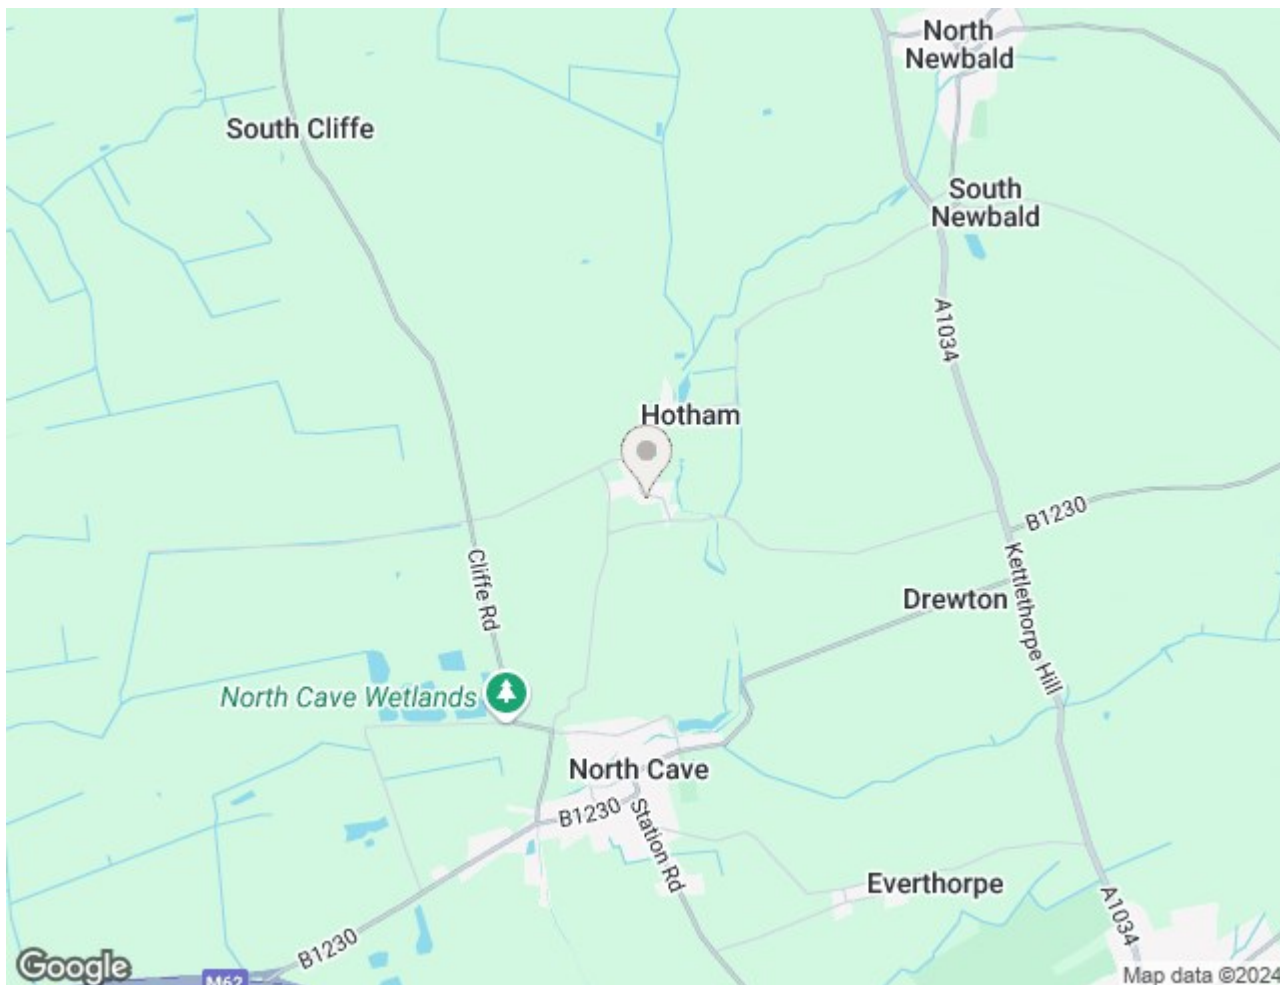 North
Newbald
South Cliffe
South
Newbald
A1034
Hotham
B1230
Cliffe Rd
Kettlethorpe Hill
Drewton
North Cave Wetlands
North Cave
B1230
Station Rd
Everthorpe
A1034
B1230
Google
M62
Map data ©2024